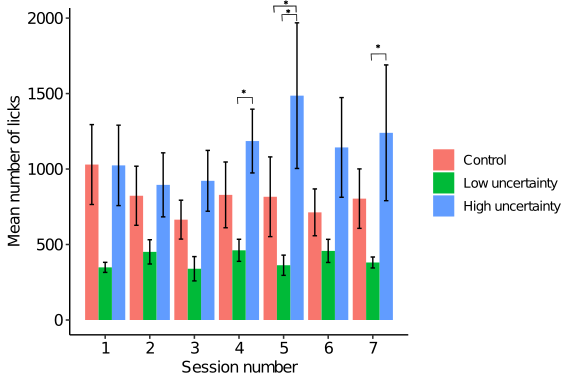 *
*
*
*
2000
1500
1000
500
0
Mean number of licks
1 2 3 4 5 6 7
Session number
Control
Low uncertainty
High uncertainty